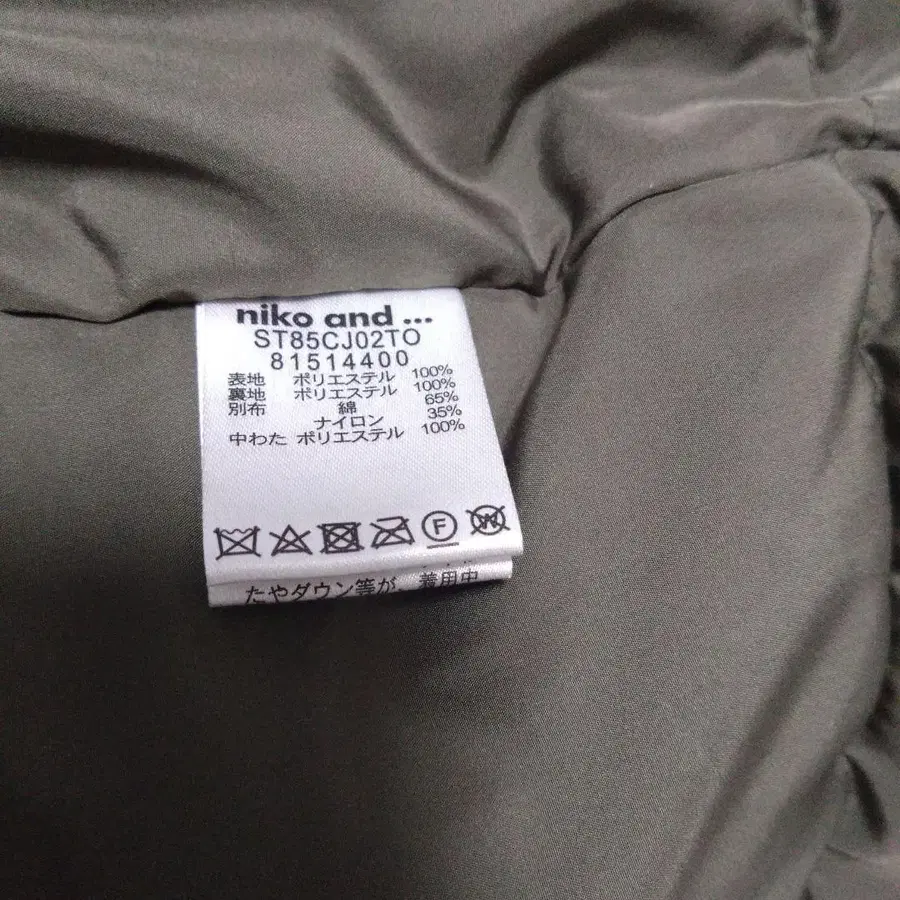 niko and ...
ST85CJ02TO
81514400
表地 ポリエステル 100%
裏地 ポリエステル 100%
別布 綿 65%
ナイロン 35%
中わた ポリエステル 100%
F
W
たやダウン等が、着用中